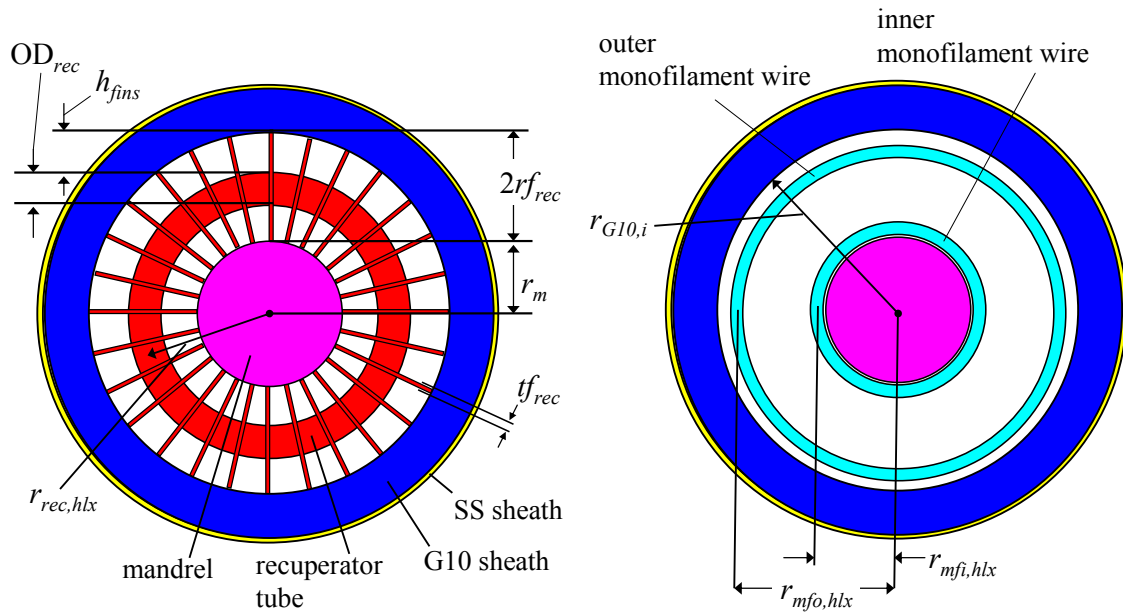 OD_rec
h_fins
2rf_rec
r_m
tf_rec
r_rec,hlx
SS sheath
G10 sheath
mandrel
recuperator
tube
outer
monofilament wire
inner
monofilament wire
r_G10,i
r_mfi,hlx
r_mfo,hlx